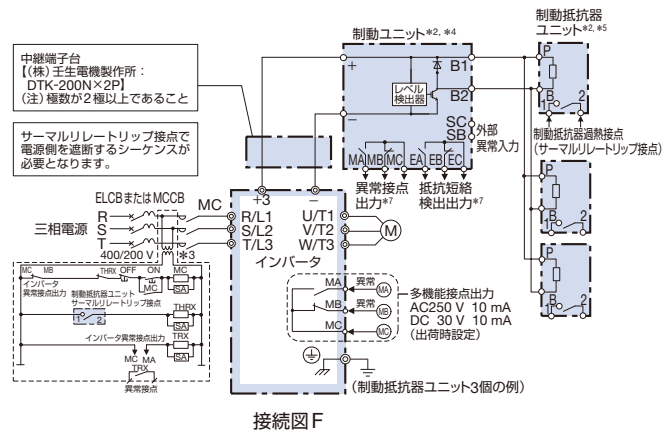 中継端子台
【(株)壬生電機製作所：
DTK-200N×2P】
(注)極数が2極以上であること
サーマルリレートリップ接点で
電源側を遮断するシーケンスが
必要となります。
制動ユニット*2, *4
+
−
レベル
検出器
B1
B2
SC
SB
外部
異常入力
MA MB MC EA EB EC
異常接点
出力*7
抵抗短絡
検出出力*7
制動抵抗器
ユニット*2, *5
P
B
1 2
制動抵抗器過熱接点
(サーマルリレートリップ接点)
P
B
1 2
P
B
1 2
ELCBまたはMCCB
MC
三相電源
R
S
T
400/200 V
*3
+3
−
R/L1
S/L2
T/L3
U/T1
V/T2
W/T3
M
インバータ
MA
MB
MC
異常
MA
異常
MB
MC
多機能接点出力
AC250 V 10 mA
DC 30 V 10 mA
(出荷時設定)
MC MB THRX OFF ON MC
MC
SA
インバータ
異常接点出力
制動抵抗器ユニット
サーマルリレートリップ接点
1 2
THRX
SA
インバータ異常接点出力
TRX
SA
MC MA
TRX
異常接点
(制動抵抗器ユニット3個の例)
接続図F